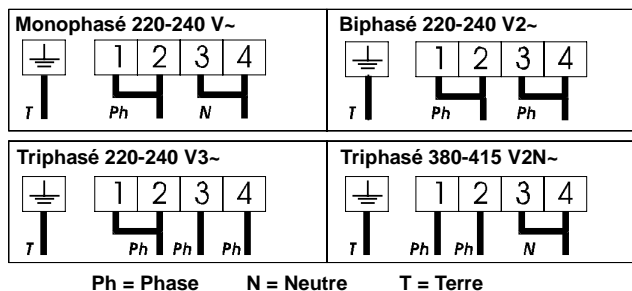 Monophasé 220-240 V~
1 2 3 4
T Ph N
Biphasé 220-240 V2~
1 2 3 4
T Ph Ph
Triphasé 220-240 V3~
1 2 3 4
T Ph Ph Ph
Triphasé 380-415 V2N~
1 2 3 4
T Ph Ph N
Ph = Phase N = Neutre T = Terre